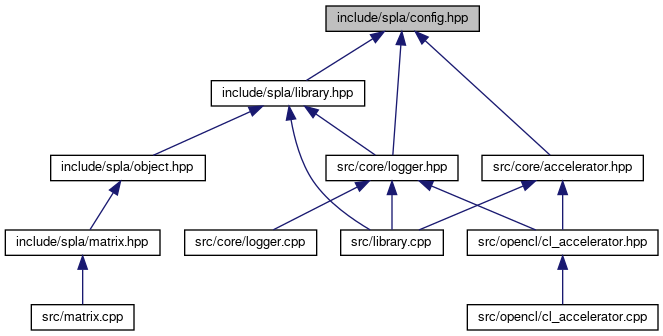 include/spla/config.hpp
include/spla/library.hpp
include/spla/object.hpp
src/core/logger.hpp
src/core/accelerator.hpp
include/spla/matrix.hpp
src/core/logger.cpp
src/library.cpp
src/opencl/cl_accelerator.hpp
src/matrix.cpp
src/opencl/cl_accelerator.cpp